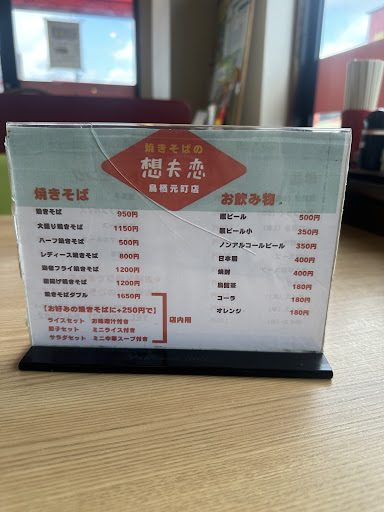 焼きそばの
想夫恋
鳥栖元町店
焼きそば
焼きそば 950円
大盛り焼きそば 1150円
ハーフ焼きそば 500円
レディース焼きそば 800円
フライ焼きそば 1200円
焼きそば 1200円
焼きそばダブル 1650円
【お好みの焼きそばに+250円で】
ライスセット お味噌汁付き
餃子セット ミニライス付き
サラダセット ミニ中華スープ付き
店内用
お飲み物
瓶ビール 500円
瓶ビール小 350円
ノンアルコールビール 350円
日本酒 400円
焼酎 400円
烏龍茶 180円
コーラ 180円
オレンジ 180円